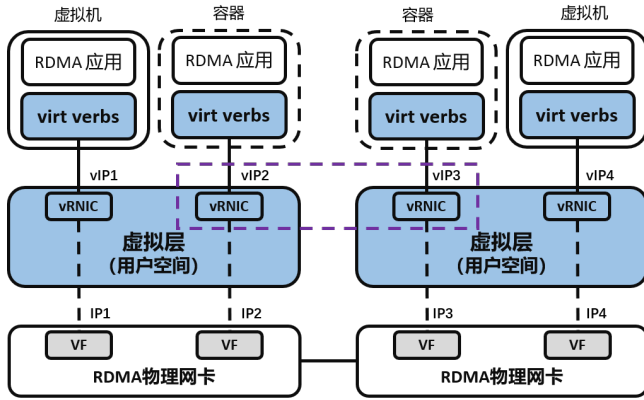 虚拟机 容器 容器 虚拟机
RDMA 应用 RDMA 应用 RDMA 应用 RDMA 应用
virt verbs virt verbs virt verbs virt verbs
vIP1 vIP2 vIP3 vIP4
vRNIC vRNIC vRNIC vRNIC
虚拟层 虚拟层
（用户空间） （用户空间）
IP1 IP2 IP3 IP4
VF VF VF VF
RDMA物理网卡 RDMA物理网卡